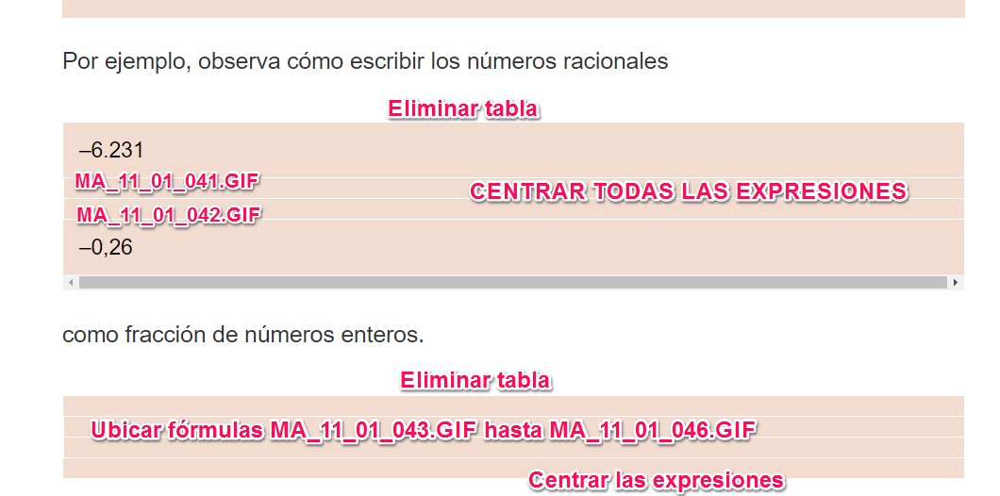 Por ejemplo, observa cómo escribir los números racionales
Eliminar tabla
–6.231
MA_11_01_041.GIF
CENTRAR TODAS LAS EXPRESIONES
MA_11_01_042.GIF
–0,26
como fracción de números enteros.
Eliminar tabla
Ubicar fórmulas MA_11_01_043.GIF hasta MA_11_01_046.GIF
Centrar las expresiones